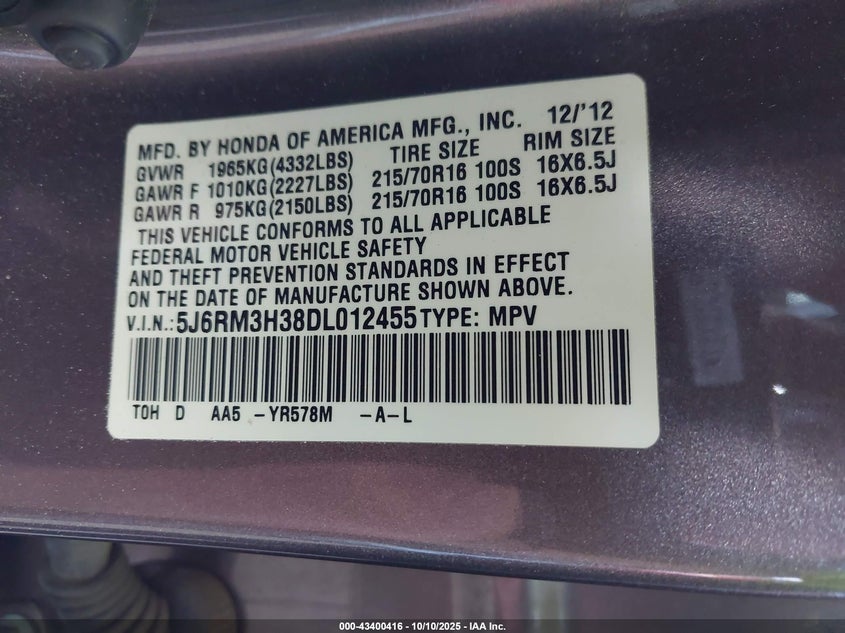 MFD. BY HONDA OF AMERICA MFG., INC. 12/'12
GVWR 1965KG(4332LBS) TIRE SIZE RIM SIZE
GAWR F 1010KG(2227LBS) 215/70R16 100S 16X6.5J
GAWR R 975KG(2150LBS) 215/70R16 100S 16X6.5J
THIS VEHICLE CONFORMS TO ALL APPLICABLE
FEDERAL MOTOR VEHICLE SAFETY
AND THEFT PREVENTION STANDARDS IN EFFECT
ON THE DATE OF MANUFACTURE SHOWN ABOVE.
V.I.N.:5J6RM3H38DL012455 TYPE: MPV
TOH D AA5 -YR578M -A-L
000-43400416 - 10/10/2025 - IAA Inc.